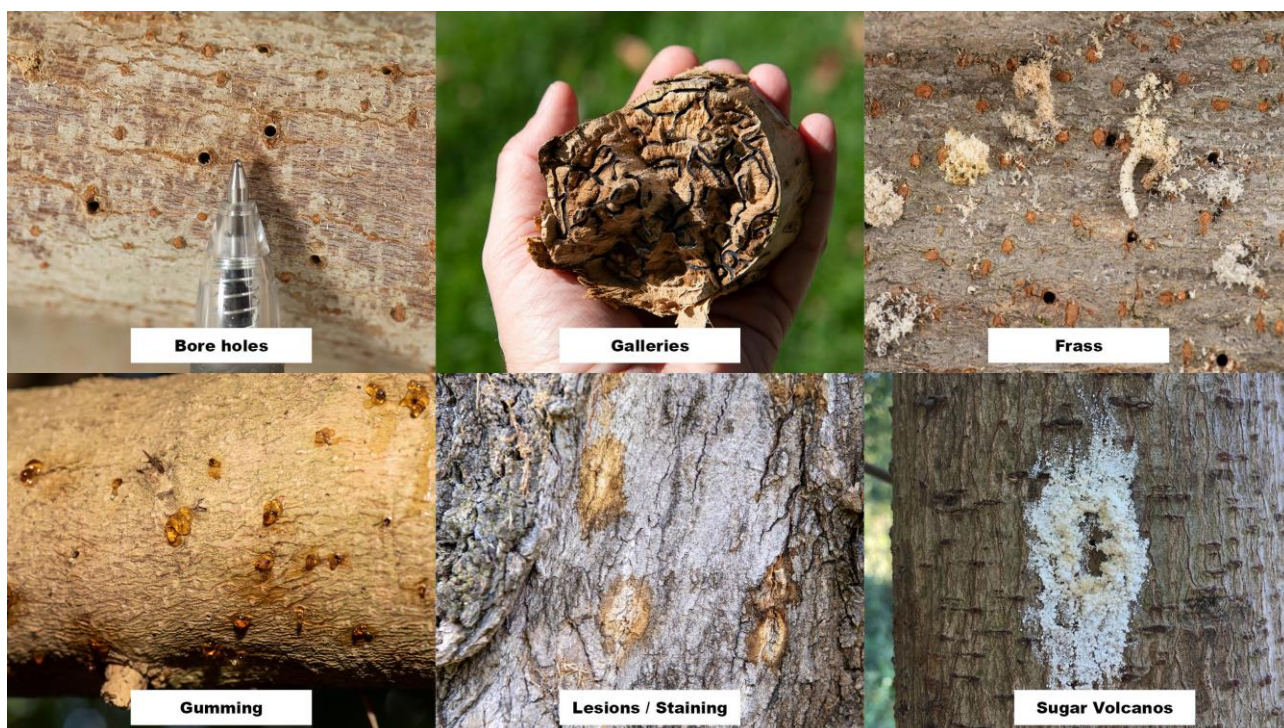 Bore holes
Galleries
Frass
Gumming
Lesions / Staining
Sugar Volcanos